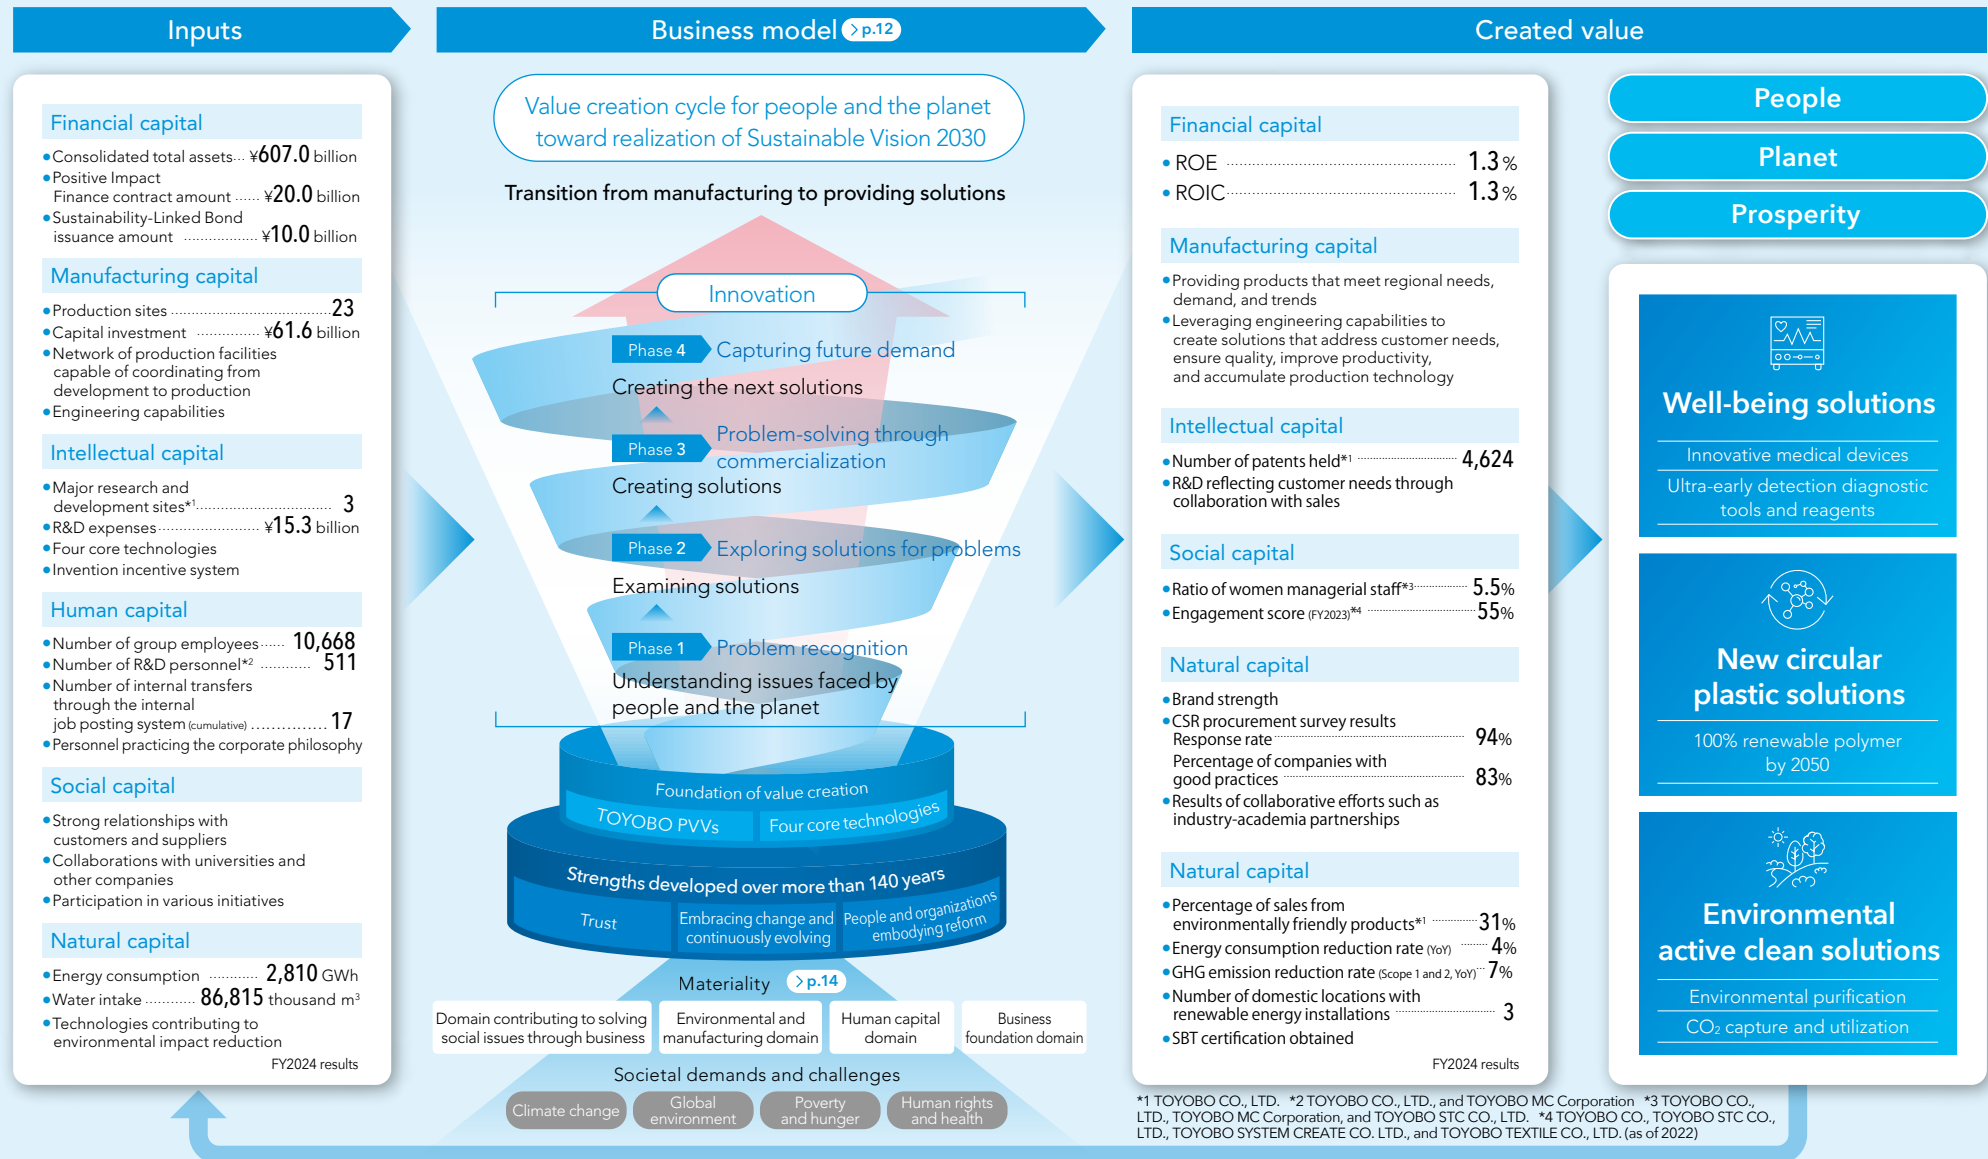 Inputs
Financial capital
●Consolidated total assets... ¥607.0 billion
●Positive Impact
Finance contract amount ...... ¥20.0 billion
●Sustainability-Linked Bond
issuance amount .................. ¥10.0 billion
Manufacturing capital
●Production sites .......................................23
●Capital investment ............... ¥61.6 billion
●Network of production facilities
capable of coordinating from
development to production
●Engineering capabilities
Intellectual capital
●Major research and
development sites*1................................. 3
●R&D expenses......................... ¥15.3 billion
●Four core technologies
●Invention incentive system
Human capital
●Number of group employees...... 10,668
●Number of R&D personnel*2 ............ 511
●Number of internal transfers
through the internal
job posting system (cumulative) ............... 17
●Personnel practicing the corporate philosophy
Social capital
●Strong relationships with
customers and suppliers
●Collaborations with universities and
other companies
●Participation in various initiatives
Natural capital
●Energy consumption ............ 2,810 GWh
●Water intake ............ 86,815 thousand m3
●Technologies contributing to
environmental impact reduction
FY2024 results
Business model >p.12
Value creation cycle for people and the planet
toward realization of Sustainable Vision 2030
Transition from manufacturing to providing solutions
Innovation
Phase 4 Capturing future demand
Creating the next solutions
Phase 3 Problem-solving through
commercialization
Creating solutions
Phase 2 Exploring solutions for problems
Examining solutions
Phase 1 Problem recognition
Understanding issues faced by
people and the planet
Foundation of value creation
TOYOBO PVVs
Four core technologies
Strengths developed over more than 140 years
Trust
Embracing change and
continuously evolving
People and organizations
embodying reform
Materiality >p.14
Domain contributing to solving
social issues through business
Environmental and
manufacturing domain
Human capital
domain
Business
foundation domain
Societal demands and challenges
Climate change
Global
environment
Poverty
and hunger
Human rights
and health
Created value
Financial capital
● ROE ............................................... 1.3 %
● ROIC............................................... 1.3 %
Manufacturing capital
●Providing products that meet regional needs,
demand, and trends
●Leveraging engineering capabilities to
create solutions that address customer needs,
ensure quality, improve productivity,
and accumulate production technology
Intellectual capital
●Number of patents held*1 ........................ 4,624
●R&D reflecting customer needs through
collaboration with sales
Social capital
●Ratio of women managerial staff*3................. 5.5%
●Engagement score (FY2023)*4 ..........................55%
Natural capital
●Brand strength
●CSR procurement survey results
Response rate................................................ 94%
Percentage of companies with
good practices .............................................. 83%
●Results of collaborative efforts such as
industry-academia partnerships
Natural capital
●Percentage of sales from
environmentally friendly products*1 .............31%
●Energy consumption reduction rate (YoY) ........ 4%
●GHG emission reduction rate (Scope 1 and 2, YoY)... 7%
●Number of domestic locations with
renewable energy installations ......................... 3
●SBT certification obtained
FY2024 results
People
Planet
Prosperity
Well-being solutions
Innovative medical devices
Ultra-early detection diagnostic
tools and reagents
New circular
plastic solutions
100% renewable polymer
by 2050
Environmental
active clean solutions
Environmental purification
CO2 capture and utilization
*1 TOYOBO CO., LTD. *2 TOYOBO CO., LTD., and TOYOBO MC Corporation *3 TOYOBO CO.,
LTD., TOYOBO MC Corporation, and TOYOBO STC CO., LTD. *4 TOYOBO CO., TOYOBO STC CO.,
LTD., TOYOBO SYSTEM CREATE CO. LTD., and TOYOBO TEXTILE CO., LTD. (as of 2022)